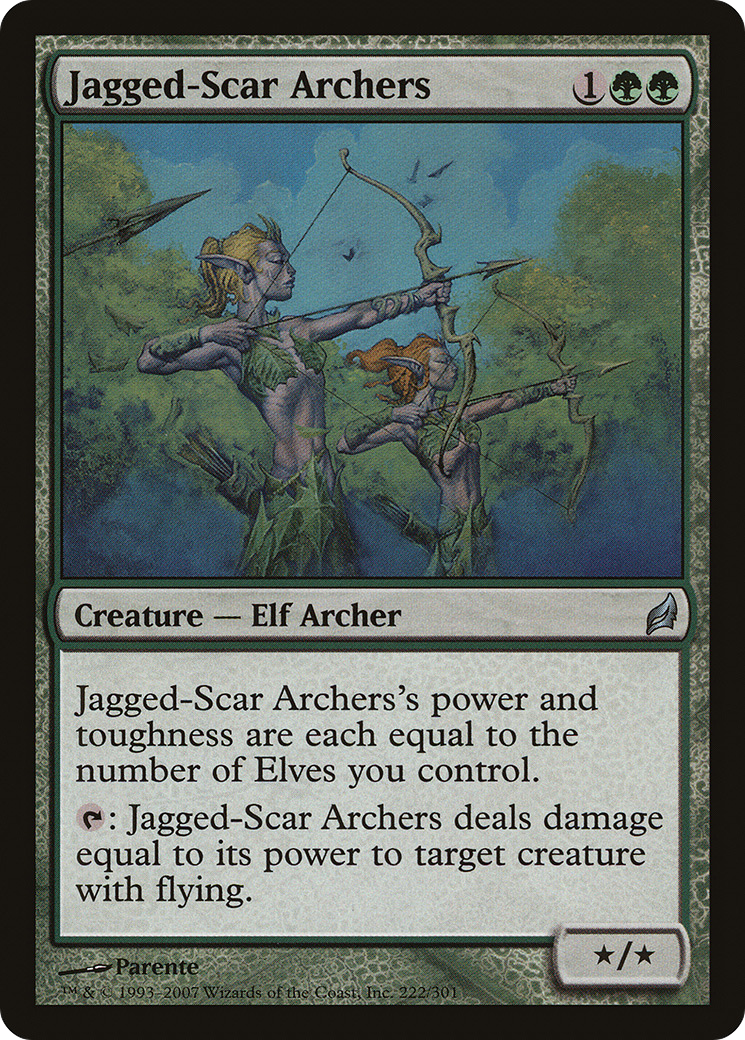 Jagged-Scar Archers 1
Creature — Elf Archer
Jagged-Scar Archers's power and
toughness are each equal to the
number of Elves you control.
: Jagged-Scar Archers deals damage
equal to its power to target creature
with flying.
★/★
Parente
™ & © 1993–2007 Wizards of the Coast, Inc. 222/301